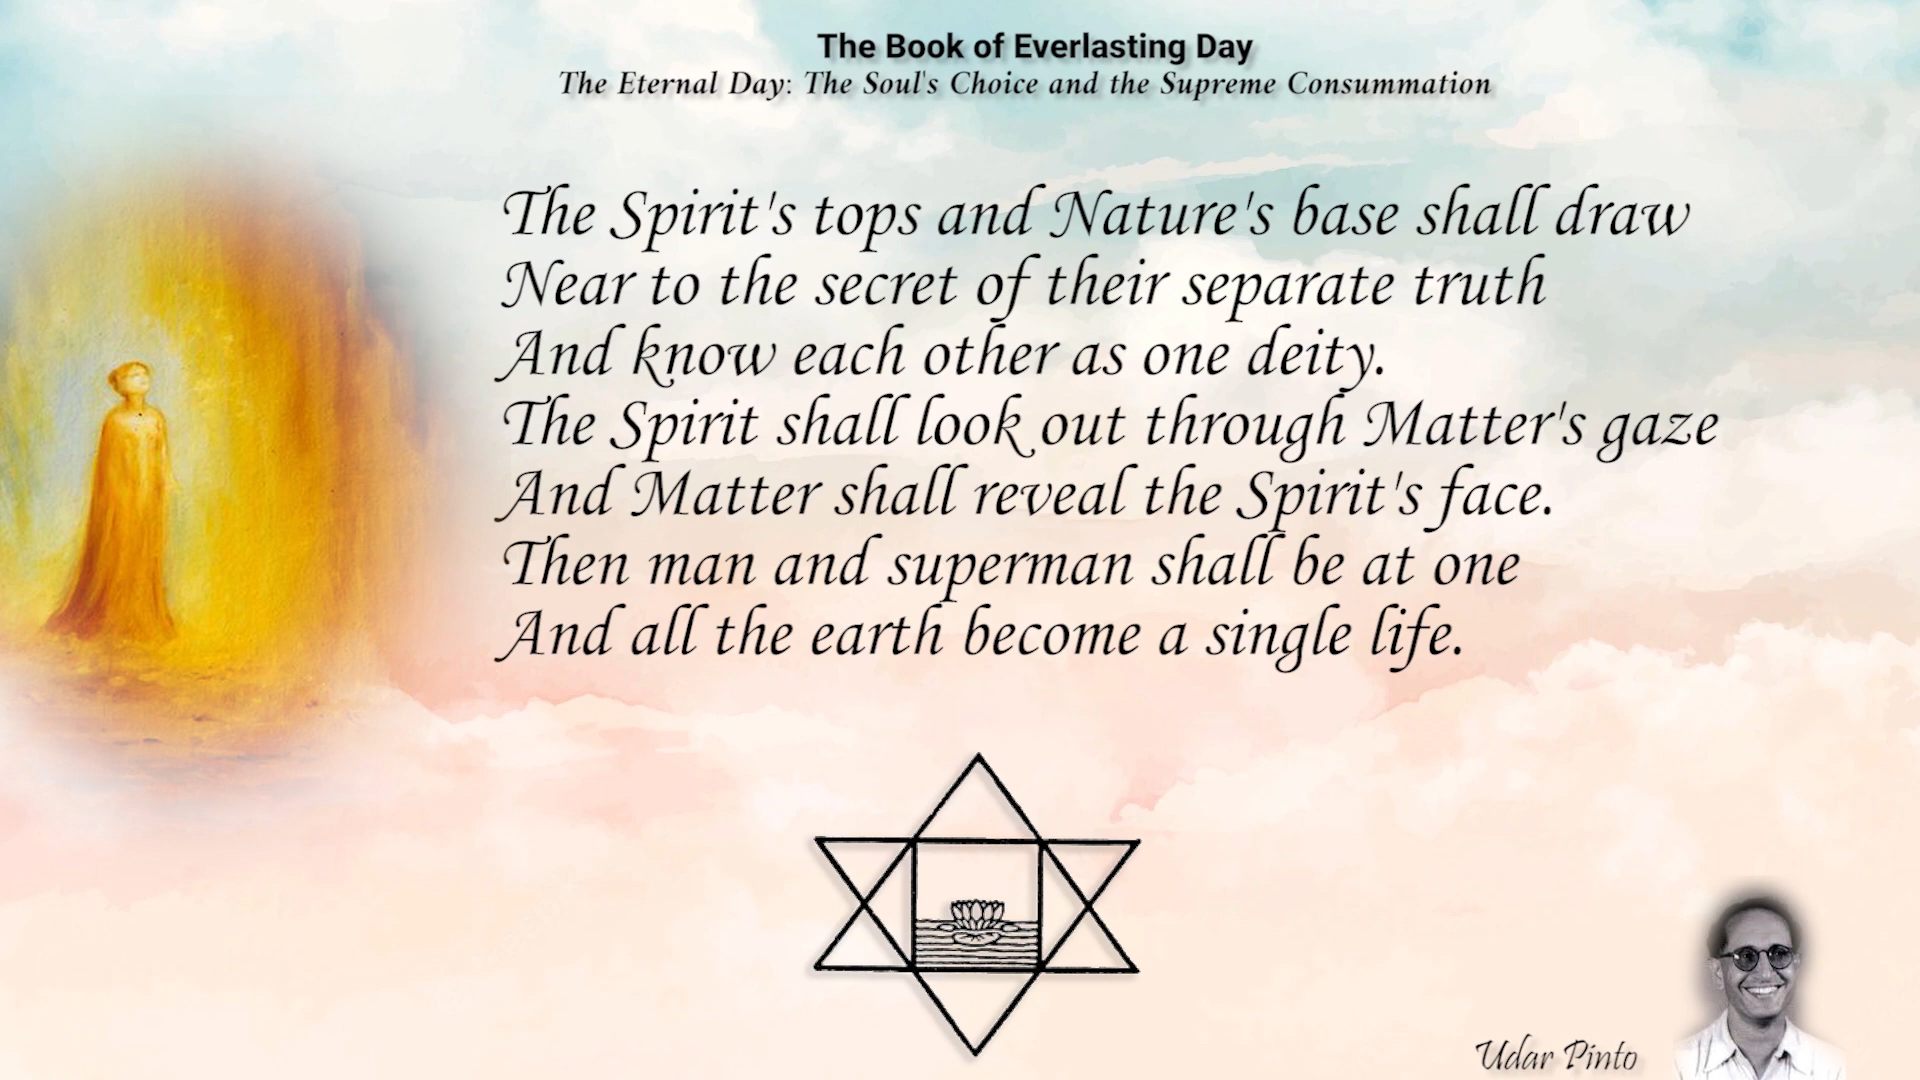 The Book of Everlasting Day
The Eternal Day: The Soul's Choice and the Supreme Consummation
The Spirit's tops and Nature's base shall draw
Near to the secret of their separate truth
And know each other as one deity.
The Spirit shall look out through Matter's gaze
And Matter shall reveal the Spirit's face.
Then man and superman shall be at one
And all the earth become a single life.
Udar Pinto